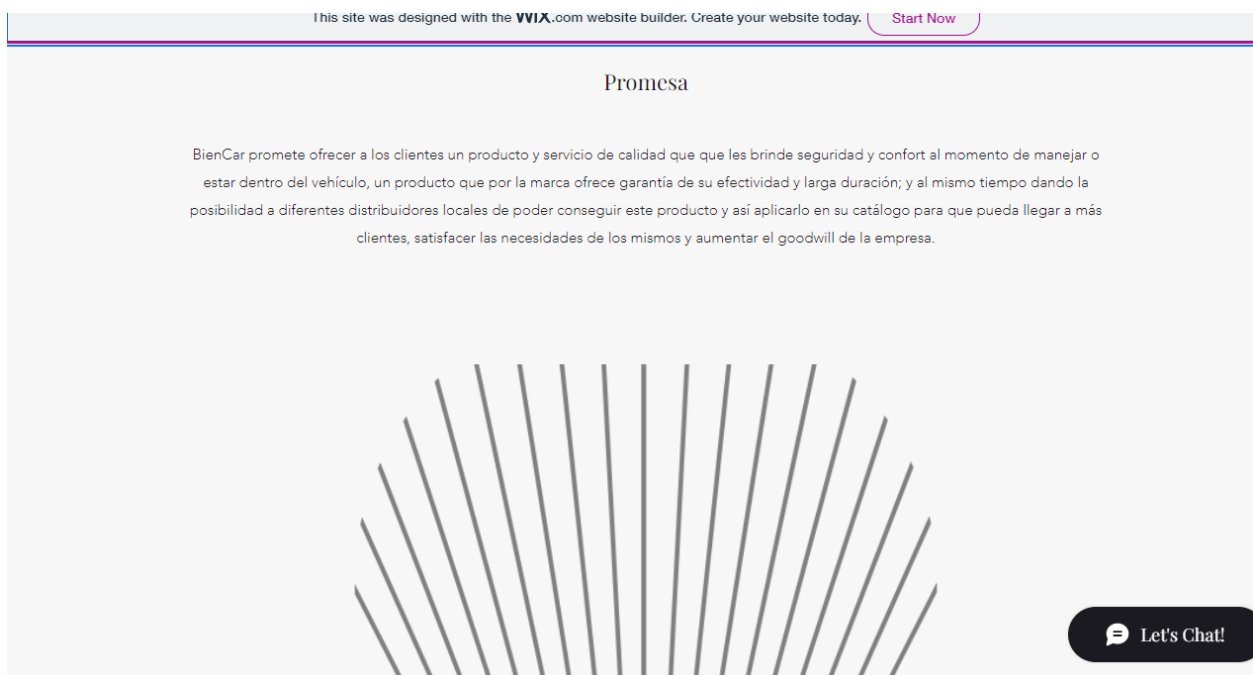 This site was designed with the WIX.com website builder. Create your website today. Start Now
Promesa
BienCar promete ofrecer a los clientes un producto y servicio de calidad que que les brinde seguridad y confort al momento de manejar o
estar dentro del vehículo, un producto que por la marca ofrece garantía de su efectividad y larga duración; y al mismo tiempo dando la
posibilidad a diferentes distribuidores locales de poder conseguir este producto y así aplicarlo en su catálogo para que pueda llegar a más
clientes, satisfacer las necesidades de los mismos y aumentar el goodwill de la empresa.
Let's Chat!